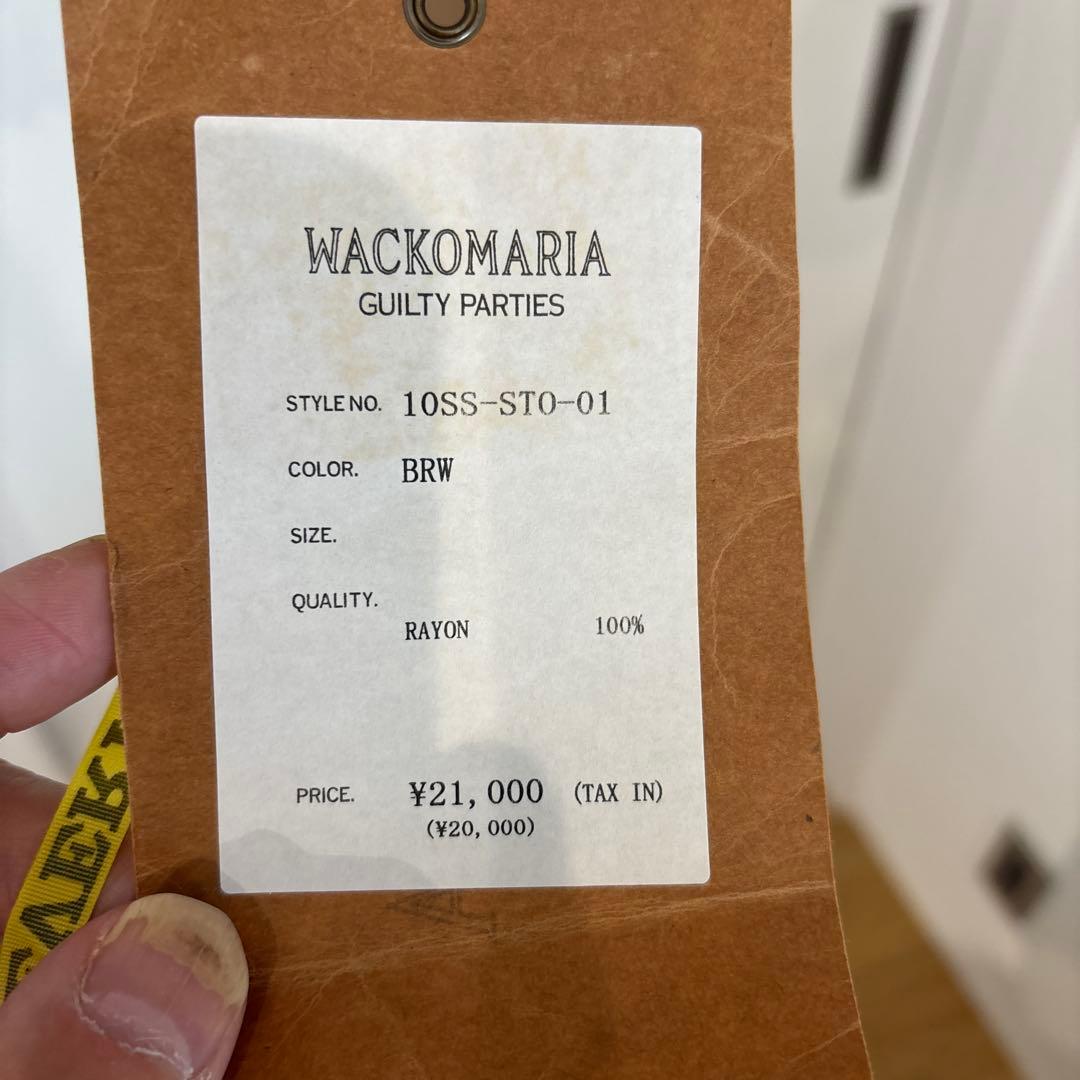 WACKOMARIA
GUILTY PARTIES
STYLE NO. 10SS-STO-01
COLOR. BRW
SIZE.
QUALITY.
RAYON 100%
PRICE. ¥21,000 (TAX IN)
(¥20,000)